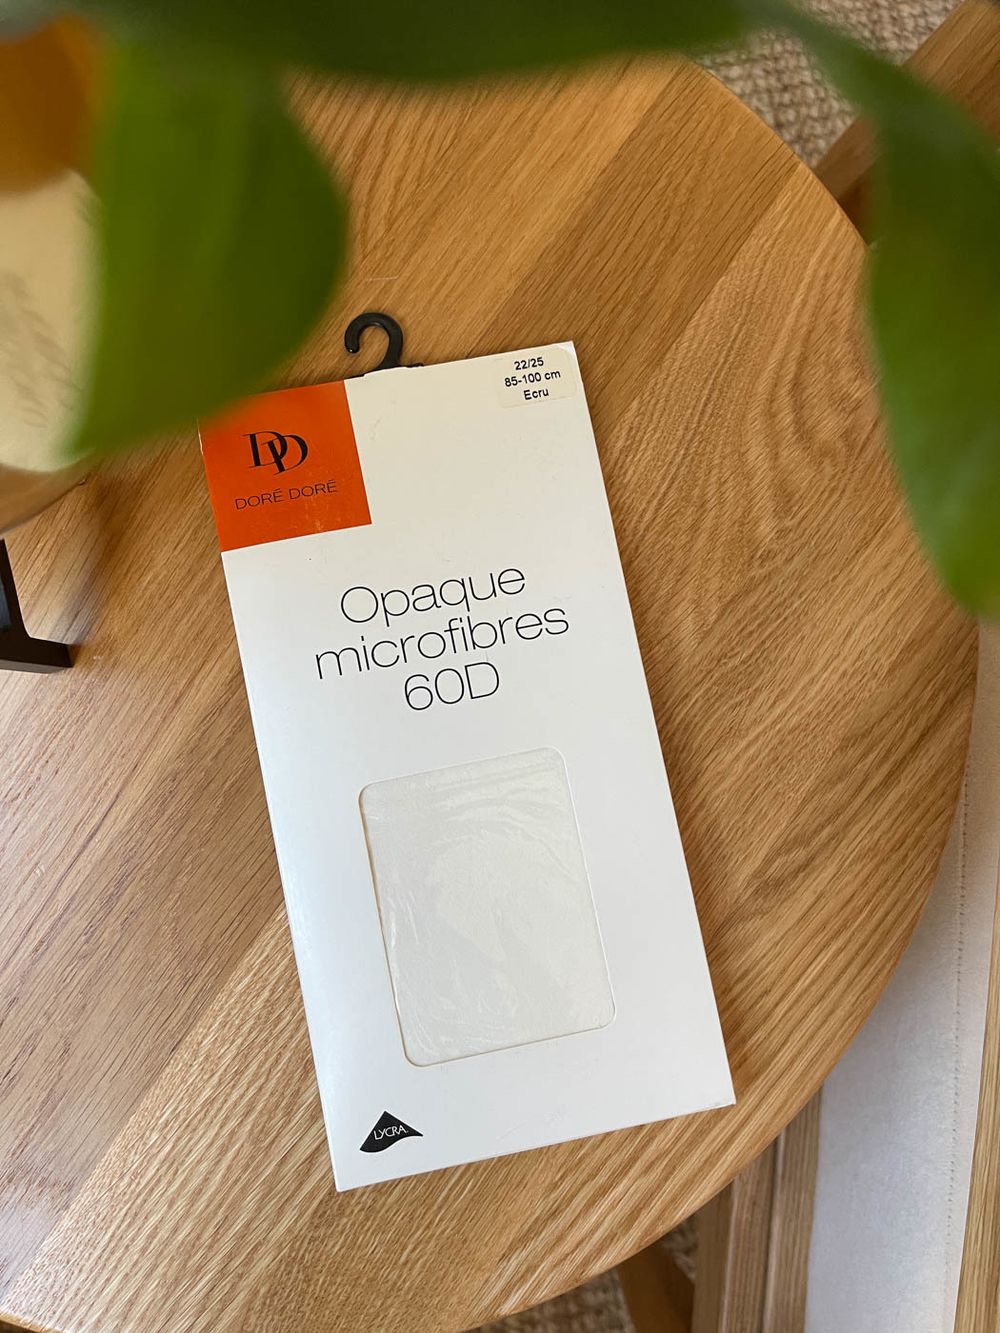 22/25
85-100 cm
Ecru
DD
DORÉ DORÉ
Opaque
microfibres
60D
LYCRA